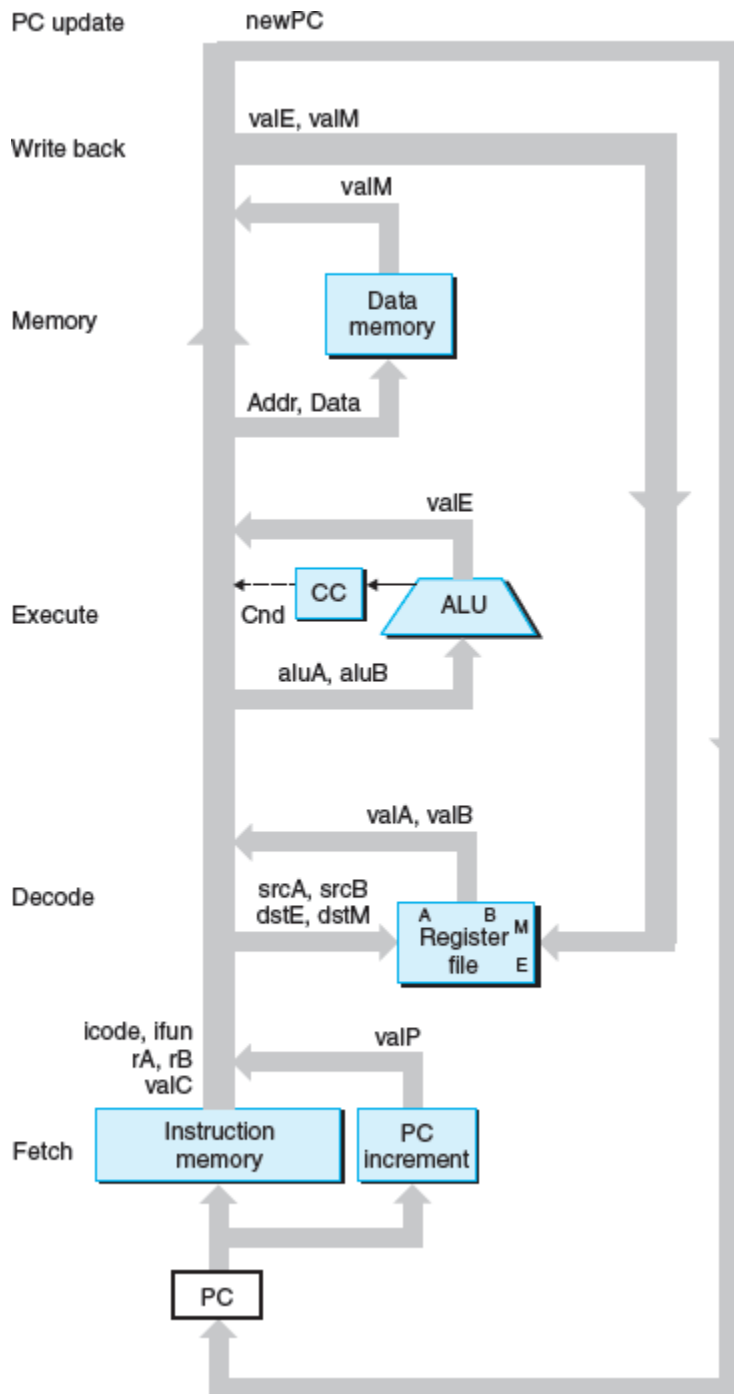 PC update
newPC
valE, valM
Write back
valM
Data
memory
Memory
Addr, Data
valE
CC
ALU
Cnd
Execute
aluA, aluB
valA, valB
Decode
srcA, srcB
dstE, dstM
A B
M
Register
file
E
icode, ifun
rA, rB
valC
valP
Fetch
Instruction
memory
PC
increment
PC